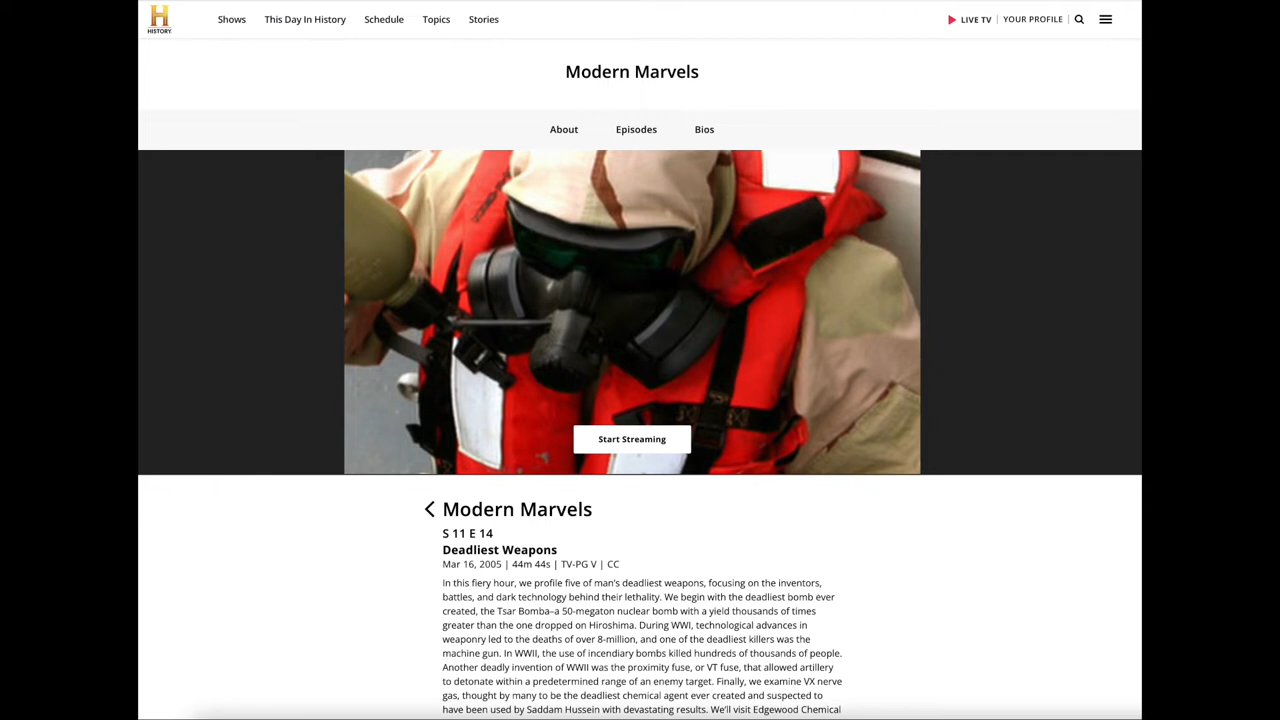 H
HISTORY
Shows This Day In History Schedule Topics Stories
LIVE TV | YOUR PROFILE |
Modern Marvels
About Episodes Bios
Start Streaming
Modern Marvels
S 11 E 14
Deadliest Weapons
Mar 16, 2005 | 44m 44s | TV-PG V | CC
In this fiery hour, we profile five of man's deadliest weapons, focusing on the inventors,
battles, and dark technology behind their lethality. We begin with the deadliest bomb ever
created, the Tsar Bomba–a 50-megaton nuclear bomb with a yield thousands of times
greater than the one dropped on Hiroshima. During WWI, technological advances in
weaponry led to the deaths of over 8-million, and one of the deadliest killers was the
machine gun. In WWII, the use of incendiary bombs killed hundreds of thousands of people.
Another deadly invention of WWII was the proximity fuse, or VT fuse, that allowed artillery
to detonate within a predetermined range of an enemy target. Finally, we examine VX nerve
gas, thought by many to be the deadliest chemical agent ever created and suspected to
have been used by Saddam Hussein with devastating results. We'll visit Edgewood Chemical